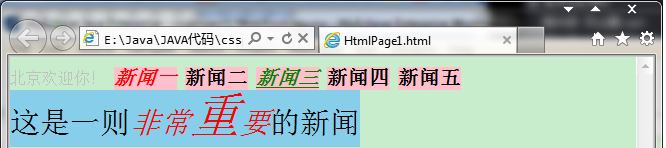 E:\Java\JAVA代码\css
HtmlPage1.html
北京欢迎你! 新闻一 新闻二 新闻三 新闻四 新闻五
这是一则非常重要的新闻